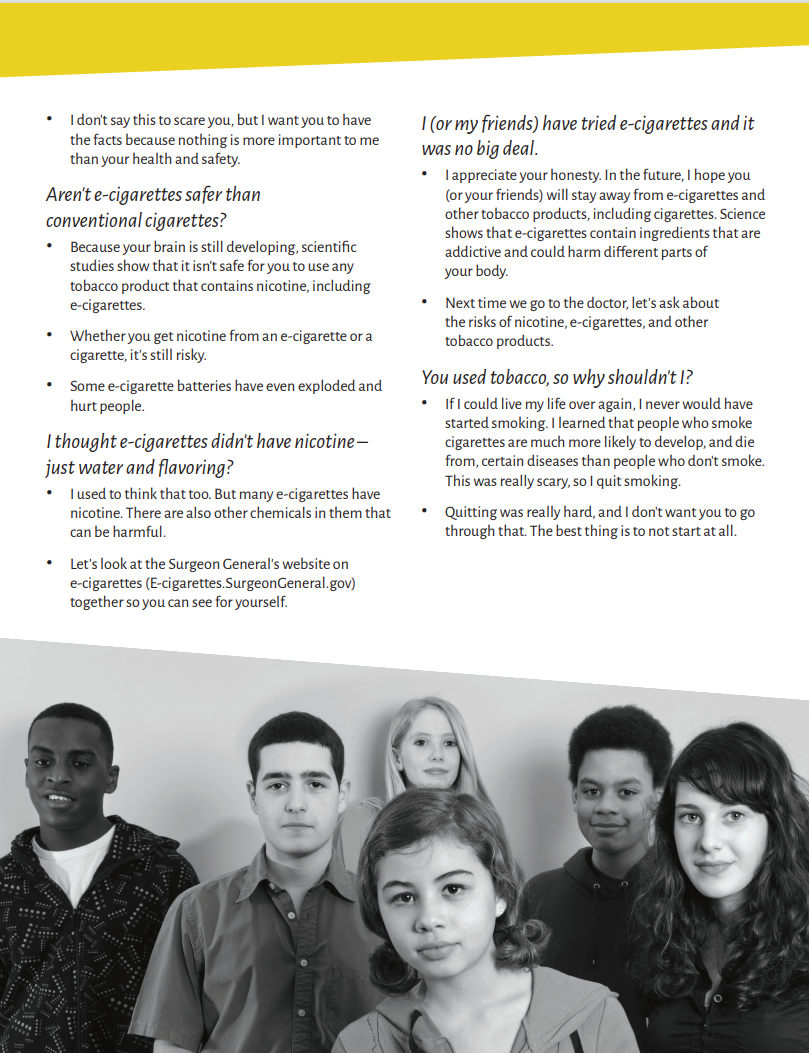 • I don't say this to scare you, but I want you to have
the facts because nothing is more important to me
than your health and safety.
Aren't e-cigarettes safer than
conventional cigarettes?
• Because your brain is still developing, scientific
studies show that it isn't safe for you to use any
tobacco product that contains nicotine, including
e-cigarettes.
• Whether you get nicotine from an e-cigarette or a
cigarette, it's still risky.
• Some e-cigarette batteries have even exploded and
hurt people.
I thought e-cigarettes didn't have nicotine –
just water and flavoring?
• I used to think that too. But many e-cigarettes have
nicotine. There are also other chemicals in them that
can be harmful.
• Let's look at the Surgeon General's website on
e-cigarettes (E-cigarettes.SurgeonGeneral.gov)
together so you can see for yourself.
I (or my friends) have tried e-cigarettes and it
was no big deal.
• I appreciate your honesty. In the future, I hope you
(or your friends) will stay away from e-cigarettes and
other tobacco products, including cigarettes. Science
shows that e-cigarettes contain ingredients that are
addictive and could harm different parts of
your body.
• Next time we go to the doctor, let's ask about
the risks of nicotine, e-cigarettes, and other
tobacco products.
You used tobacco, so why shouldn't I?
• If I could live my life over again, I never would have
started smoking. I learned that people who smoke
cigarettes are much more likely to develop, and die
from, certain diseases than people who don't smoke.
This was really scary, so I quit smoking.
• Quitting was really hard, and I don't want you to go
through that. The best thing is to not start at all.